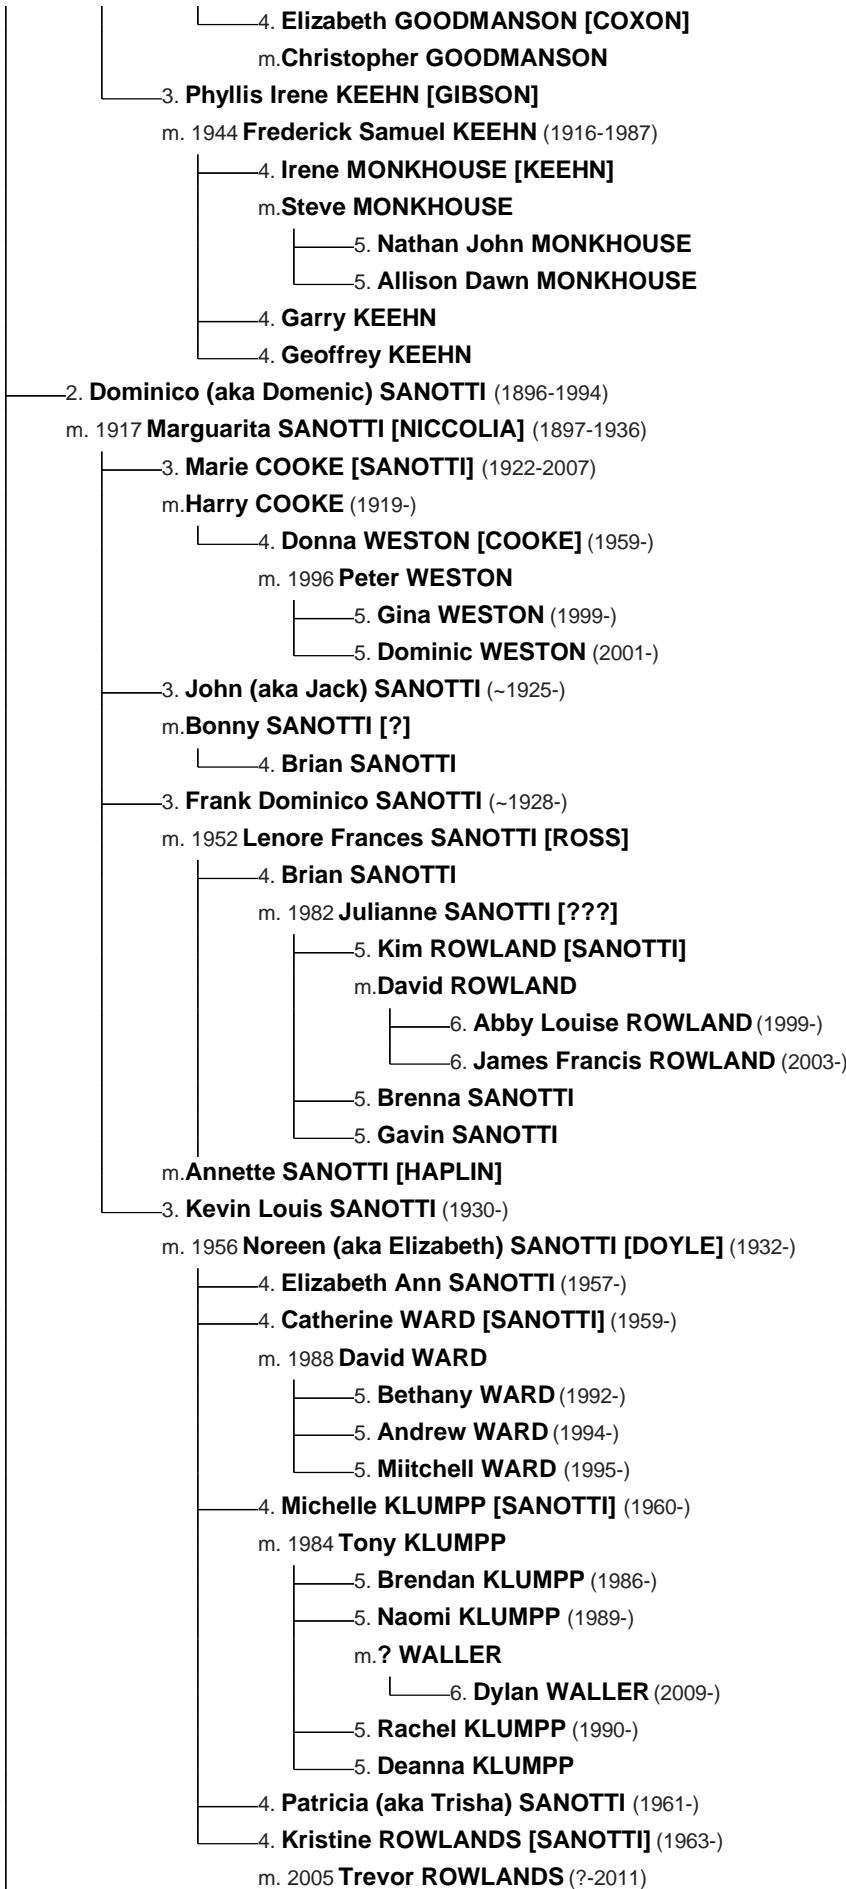 4. Elizabeth GOODMANSON [COXON]
m.Christopher GOODMANSON
3. Phyllis Irene KEEHN [GIBSON]
m. 1944 Frederick Samuel KEEHN (1916-1987)
4. Irene MONKHOUSE [KEEHN]
m.Steve MONKHOUSE
5. Nathan John MONKHOUSE
5. Allison Dawn MONKHOUSE
4. Garry KEEHN
4. Geoffrey KEEHN
2. Dominico (aka Domenic) SANOTTI (1896-1994)
m. 1917 Marguarita SANOTTI [NICCOLIA] (1897-1936)
3. Marie COOKE [SANOTTI] (1922-2007)
m.Harry COOKE (1919-)
4. Donna WESTON [COOKE] (1959-)
m. 1996 Peter WESTON
5. Gina WESTON (1999-)
5. Dominic WESTON (2001-)
3. John (aka Jack) SANOTTI (~1925-)
m.Bonny SANOTTI [?]
4. Brian SANOTTI
3. Frank Dominico SANOTTI (~1928-)
m. 1952 Lenore Frances SANOTTI [ROSS]
4. Brian SANOTTI
m. 1982 Julianne SANOTTI [???]
5. Kim ROWLAND [SANOTTI]
m.David ROWLAND
6. Abby Louise ROWLAND (1999-)
6. James Francis ROWLAND (2003-)
5. Brenna SANOTTI
5. Gavin SANOTTI
m.Annette SANOTTI [HAPLIN]
3. Kevin Louis SANOTTI (1930-)
m. 1956 Noreen (aka Elizabeth) SANOTTI [DOYLE] (1932-)
4. Elizabeth Ann SANOTTI (1957-)
4. Catherine WARD [SANOTTI] (1959-)
m. 1988 David WARD
5. Bethany WARD (1992-)
5. Andrew WARD (1994-)
5. Miitchell WARD (1995-)
4. Michelle KLUMPP [SANOTTI] (1960-)
m. 1984 Tony KLUMPP
5. Brendan KLUMPP (1986-)
5. Naomi KLUMPP (1989-)
m.? WALLER
6. Dylan WALLER (2009-)
5. Rachel KLUMPP (1990-)
5. Deanna KLUMPP
4. Patricia (aka Trisha) SANOTTI (1961-)
4. Kristine ROWLANDS [SANOTTI] (1963-)
m. 2005 Trevor ROWLANDS (?-2011)